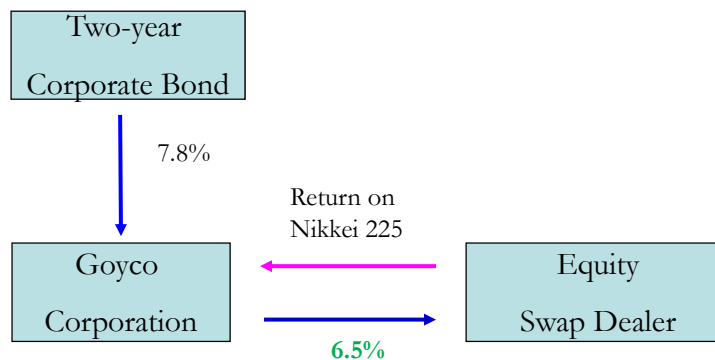 Two-year
Corporate Bond
7.8%
Return on
Nikkei 225
Goyco
Corporation
Equity
Swap Dealer
6.5%